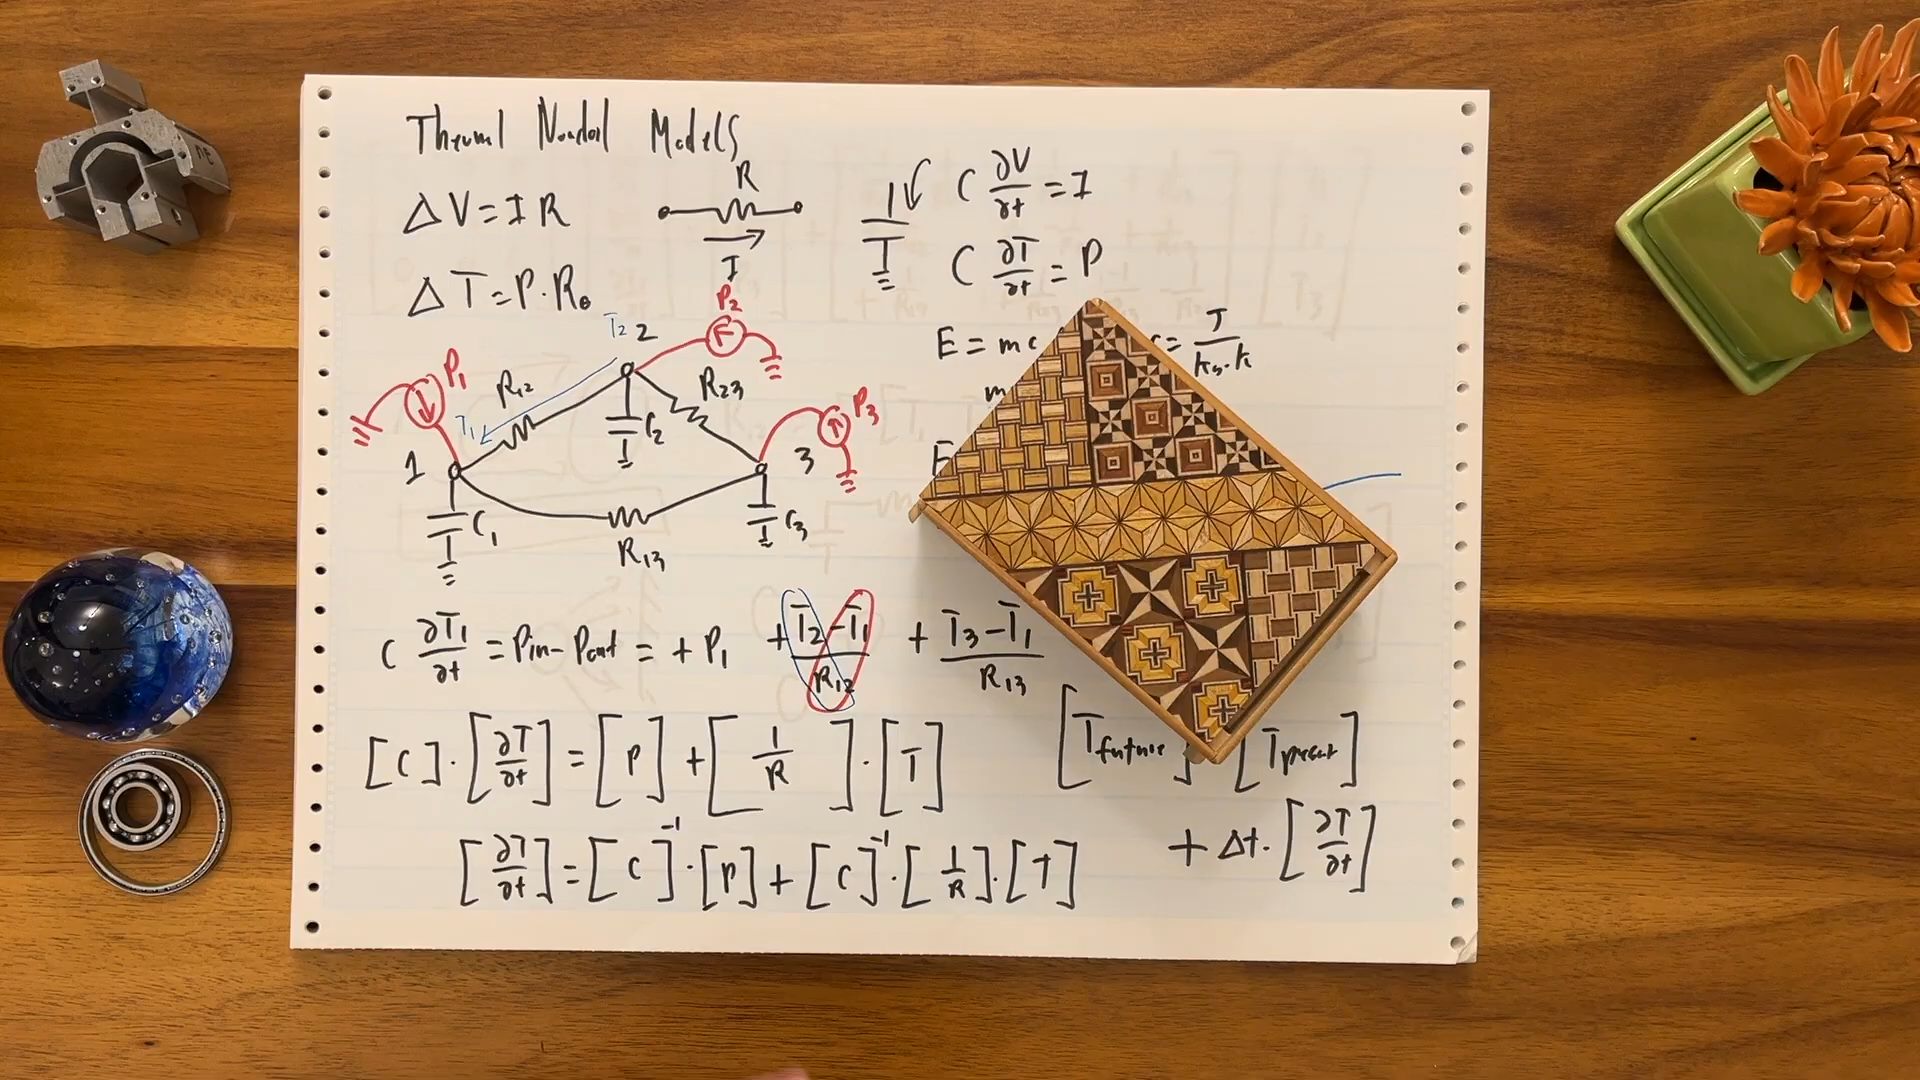 Thermal Nodal Models
ΔV = I R
R
I
ΔT = P · Rθ
C ∂V/∂t = I
C ∂T/∂t = P
E = mc
c = J/kg·k
m
E
P1
T1
R12
T2 2
P2
R23
C2
P3
1
3
C1
R13
C3
C ∂T1/∂t = Pin - Pout = + P1 + (T2 - T1)/R12 + (T3 - T1)/R13
[C] · [∂T/∂t] = [P] + [1/R] · [T]
[Tfuture] [Tpresent]
+ Δt · [∂T/∂t]
[∂T/∂t] = [C]⁻¹ · [P] + [C]⁻¹ · [1/R] · [T]